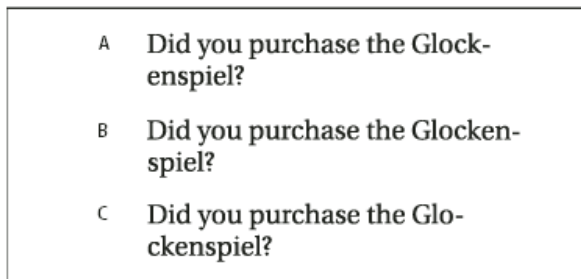 A Did you purchase the Glock-
enspiel?
B Did you purchase the Glocken-
spiel?
C Did you purchase the Glo-
ckenspiel?